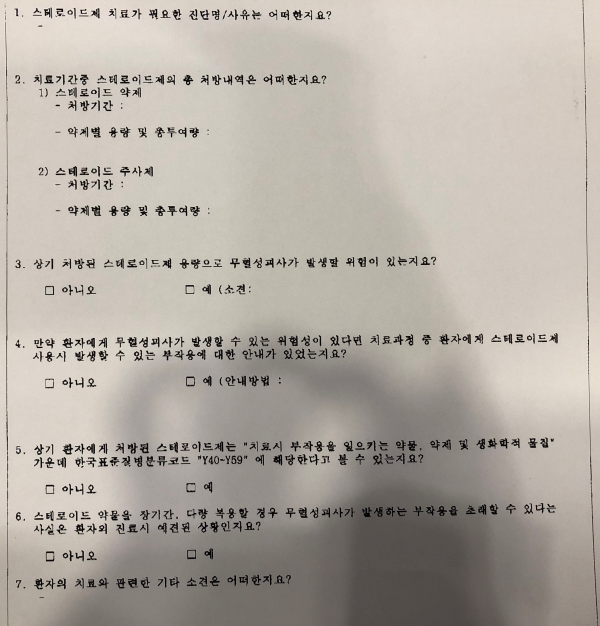 1. 스테로이드제 치료가 필요한 진단명/사유는 어떠한지요?
-
2. 치료기간중 스테로이드제의 총 처방내역은 어떠한지요?
1) 스테로이드 약제
- 처방기간 :
- 약제별 용량 및 총투여량 :
2) 스테로이드 주사제
- 처방기간 :
- 약제별 용량 및 총투여량 :
3. 상기 처방된 스테로이드제 용량으로 무혈성괴사가 발생할 위험이 있는지요?
□ 아니오 □ 예 (소견:
4. 만약 환자에게 무혈성괴사가 발생할 수 있는 위험성이 있다면 치료과정 중 환자에게 스테로이드제
사용시 발생할 수 있는 부작용에 대한 안내가 있었는지요?
□ 아니오 □ 예 (안내방법 :
5. 상기 환자에게 처방된 스테로이드제는 "치료시 부작용을 일으키는 약물, 약제 및 생화학적 물질"
가운데 한국표준질병분류코드 "Y40-Y59" 에 해당한다고 볼 수 있는지요?
□ 아니오 □ 예
6. 스테로이드 약물을 장기간, 다량 복용할 경우 무혈성괴사가 발생하는 부작용을 초래할 수 있다는
사실은 환자의 진료시 예견된 상황인지요?
□ 아니오 □ 예
7. 환자의 치료와 관련한 기타 소견은 어떠한지요?
-